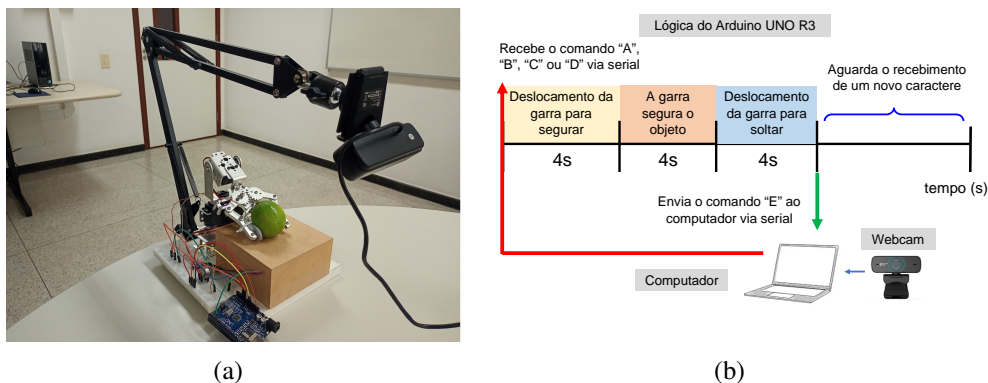 Lógica do Arduino UNO R3
Recebe o comando “A”,
“B”, “C” ou “D” via serial
Deslocamento da
garra para
segurar
A garra
segura o
objeto
Deslocamento
da garra para
soltar
Aguarda o recebimento
de um novo caractere
4s
4s
4s
tempo (s)
Envia o comando “E” ao
computador via serial
Webcam
Computador
(a)
(b)